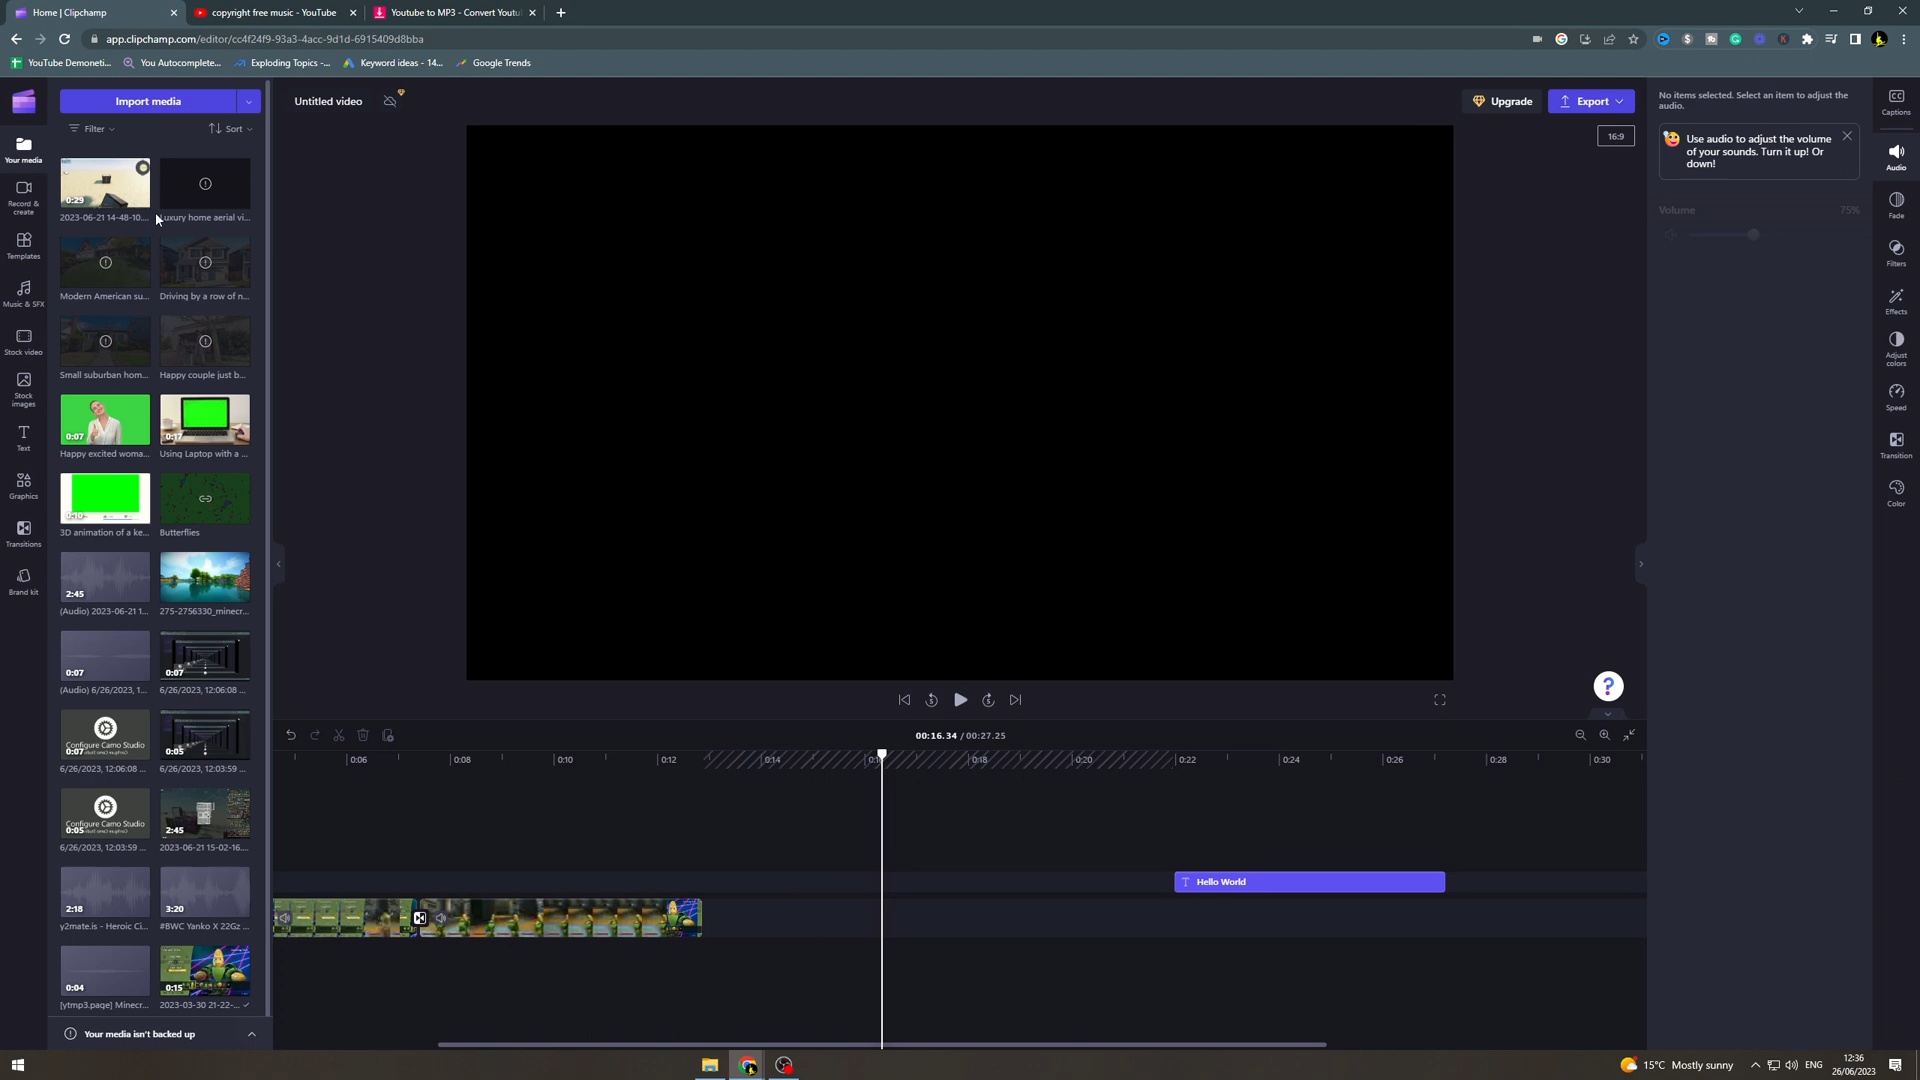 Home | Clipchamp
copyright free music - YouTube
Youtube to MP3 - Convert Youtu
app.clipchamp.com/editor/cc4f24f9-93a3-4acc-9d1d-6915409d8bba
YouTube Demoneti...
You Autocomplete...
Exploding Topics -...
Keyword ideas - 14...
Google Trends
Import media
Untitled video
Upgrade
Export
No items selected. Select an item to adjust the
audio.
Captions
Filter
Sort
16:9
Use audio to adjust the volume
of your sounds. Turn it up! Or
down!
Your media
Audio
0:29
2023-06-21 14-48-10....
Luxury home aerial vi...
Record &
create
Volume
75%
Fade
Templates
Filters
Modern American su...
Driving by a row of n...
Music & SFX
Effects
Stock video
Adjust
colors
Small suburban hom...
Happy couple just b...
Stock
images
Speed
0:07
0:17
Text
Happy excited woma...
Using Laptop with a ...
Transition
Graphics
Color
0:10
3D animation of a ke...
Butterflies
Transitions
2:45
(Audio) 2023-06-21 1...
275-2756330_minecr...
Brand kit
0:07
0:07
(Audio) 6/26/2023, 1...
6/26/2023, 12:06:08 ...
Configure Camo Studio
0:07
0:05
6/26/2023, 12:06:08 ...
6/26/2023, 12:03:59 ...
00:16.34 / 00:27.25
0:06
0:08
0:10
0:12
0:14
0:18
0:20
0:22
0:24
0:26
0:28
0:30
Configure Camo Studio
0:05
2:45
6/26/2023, 12:03:59 ...
2023-06-21 15-02-16....
Hello World
2:18
3:20
y2mate.is - Heroic Ci...
#BWC Yanko X 22Gz ...
0:04
0:15
[ytmp3.page] Minecr...
2023-03-30 21-22-...
Your media isn't backed up
15°C Mostly sunny
ENG
12:36
26/06/2023